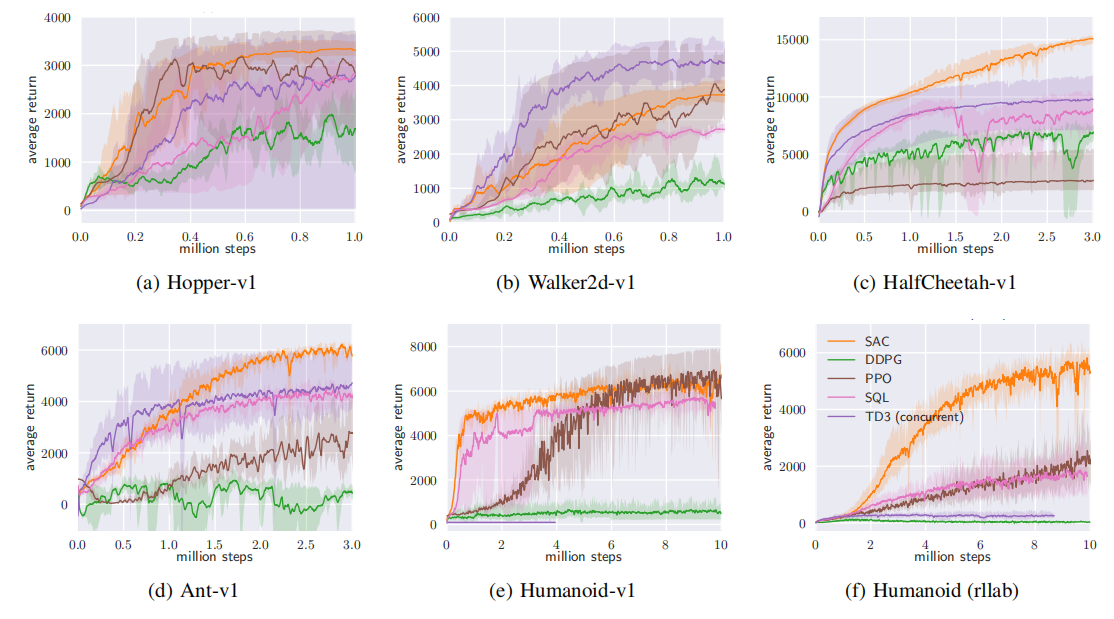 4000
3000
2000
1000
0
average return
0.0 0.2 0.4 0.6 0.8 1.0
million steps
(a) Hopper-v1
6000
5000
4000
3000
2000
1000
0
average return
0.0 0.2 0.4 0.6 0.8 1.0
million steps
(b) Walker2d-v1
15000
10000
5000
0
average return
0.0 0.5 1.0 1.5 2.0 2.5 3.0
million steps
(c) HalfCheetah-v1
6000
4000
2000
0
average return
0.0 0.5 1.0 1.5 2.0 2.5 3.0
million steps
(d) Ant-v1
8000
6000
4000
2000
0
average return
0 2 4 6 8 10
million steps
(e) Humanoid-v1
6000
4000
2000
0
average return
SAC
DDPG
PPO
SQL
TD3 (concurrent)
0 2 4 6 8 10
million steps
(f) Humanoid (rllab)